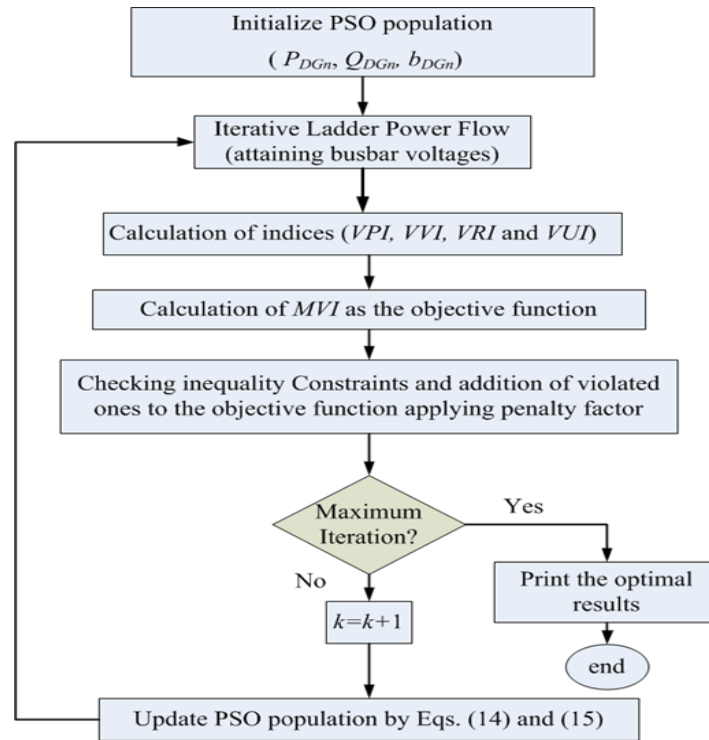 Initialize PSO population
( PDGn, QDGn, bDGn)
Iterative Ladder Power Flow
(attaining busbar voltages)
Calculation of indices (VPI, VVI, VRI and VUI)
Calculation of MVI as the objective function
Checking inequality Constraints and addition of violated
ones to the objective function applying penalty factor
Maximum
Iteration?
Yes
No
Print the optimal
results
k=k+1
end
Update PSO population by Eqs. (14) and (15)